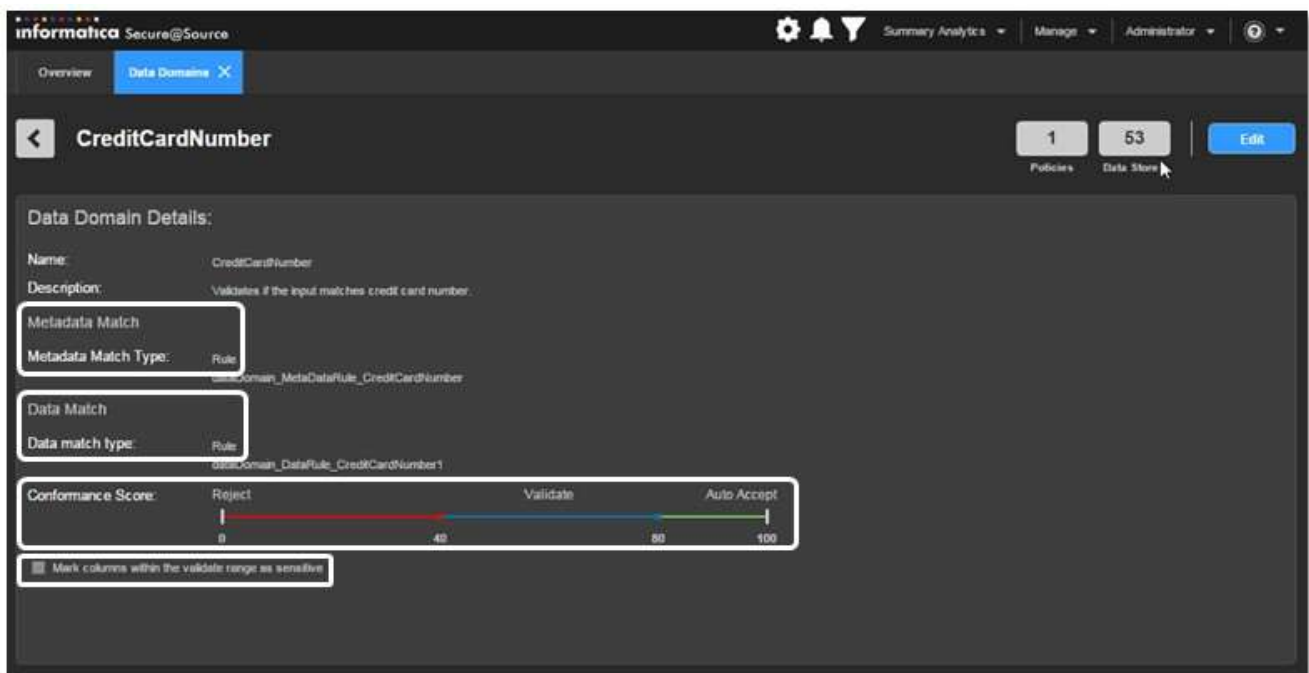 informatica Secure@Source
Summary Analytics
Manage
Administrator
Overview
Data Domains
CreditCardNumber
1
53
Edit
Policies
Data Store
Data Domain Details:
Name:
CreditCardNumber
Description:
Validates if the input matches credit card number.
Metadata Match
Metadata Match Type:
Rule
dataDomain_MetaDataRule_CreditCardNumber
Data Match
Data match type:
Rule
dataDomain_DataRule_CreditCardNumber1
Conformance Score:
Reject
Validate
Auto Accept
0
40
80
100
Mark columns within the validate range as sensitive